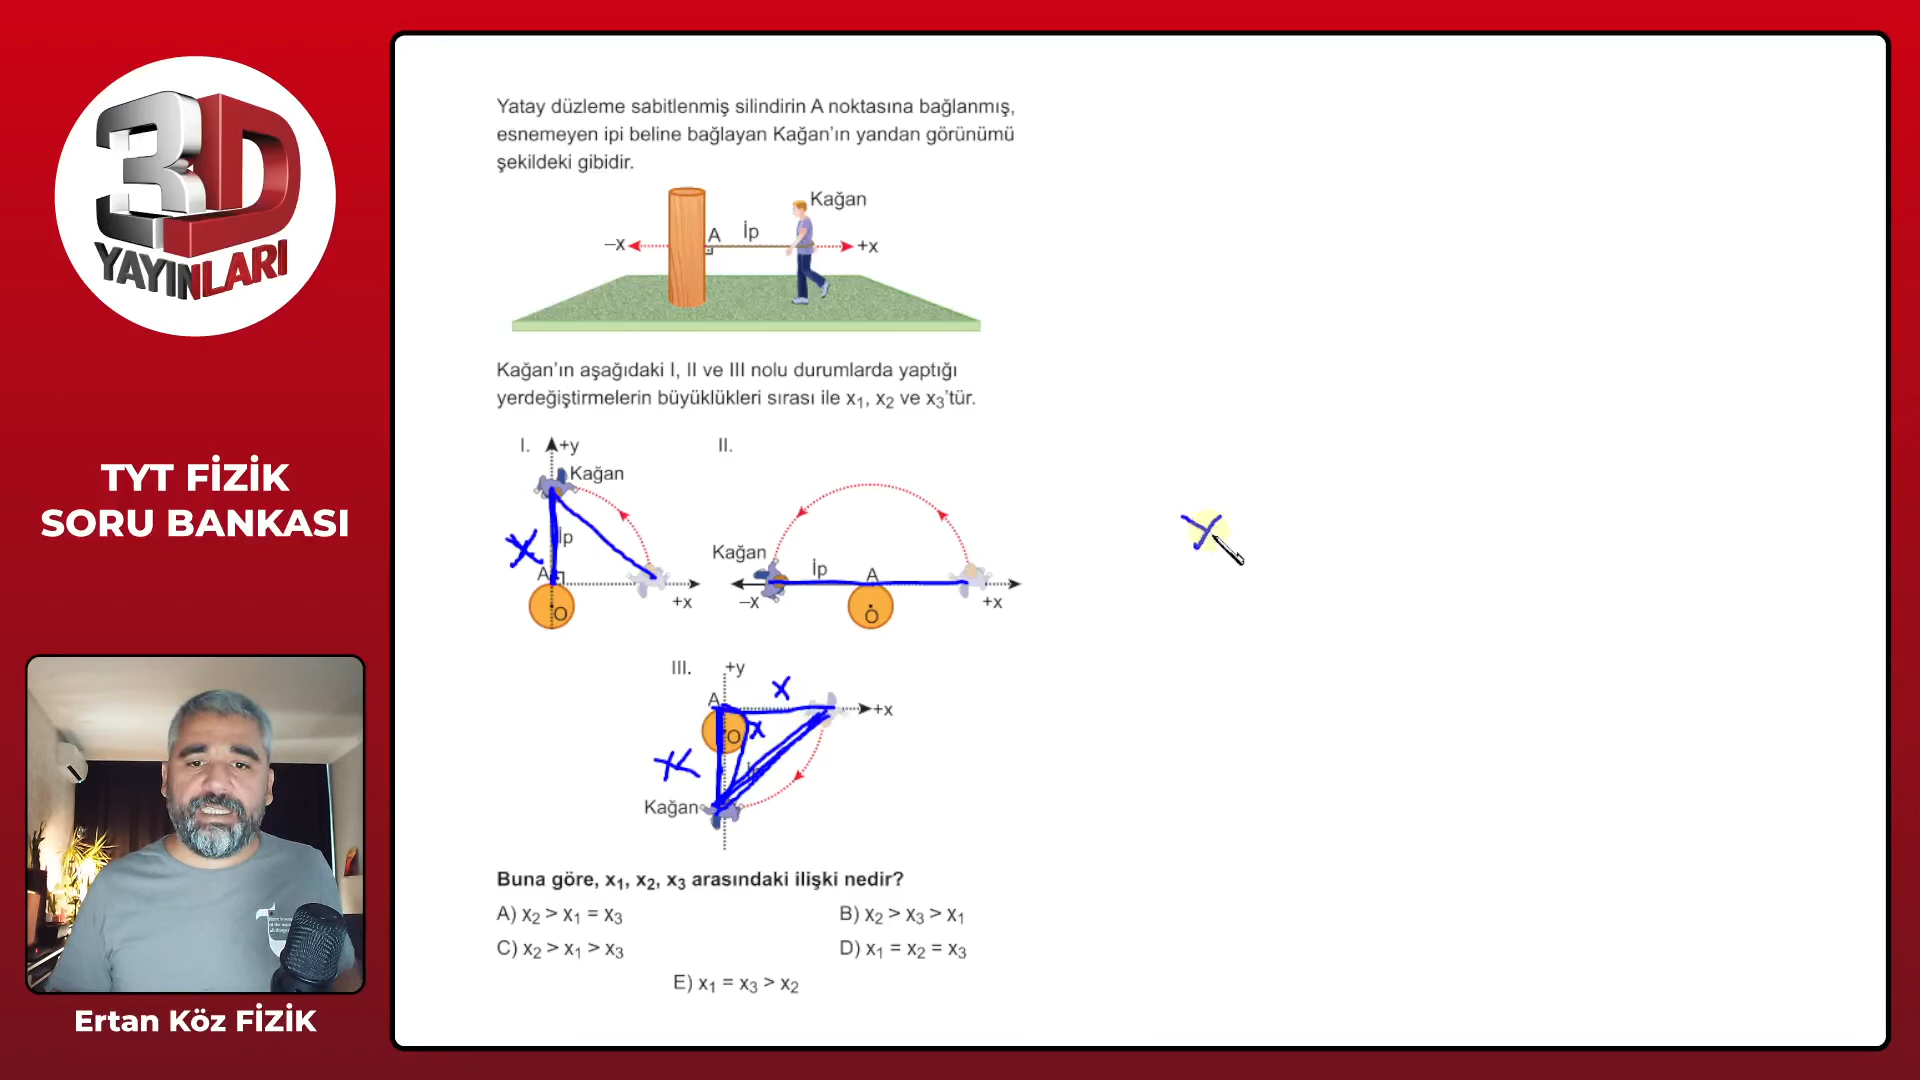 3D
YAYINLARI
TYT FİZİK
SORU BANKASI
Ertan Köz FİZİK
Yatay düzleme sabitlenmiş silindirin A noktasına bağlanmış,
esnemeyen ipi beline bağlayan Kağan'ın yandan görünümü
şekildeki gibidir.
Kağan
A
İp
–x
+x
Kağan'ın aşağıdaki I, II ve III nolu durumlarda yaptığı
yerdeğiştirmelerin büyüklükleri sırası ile x₁, x₂ ve x₃'tür.
I.
+y
Kağan
x
İp
A
+x
O
II.
Kağan
İp
A
–x
+x
O
III.
+y
A
x
+x
O
x
x
Kağan
x
Buna göre, x₁, x₂, x₃ arasındaki ilişki nedir?
A) x₂ > x₁ = x₃
B) x₂ > x₃ > x₁
C) x₂ > x₁ > x₃
D) x₁ = x₂ = x₃
E) x₁ = x₃ > x₂